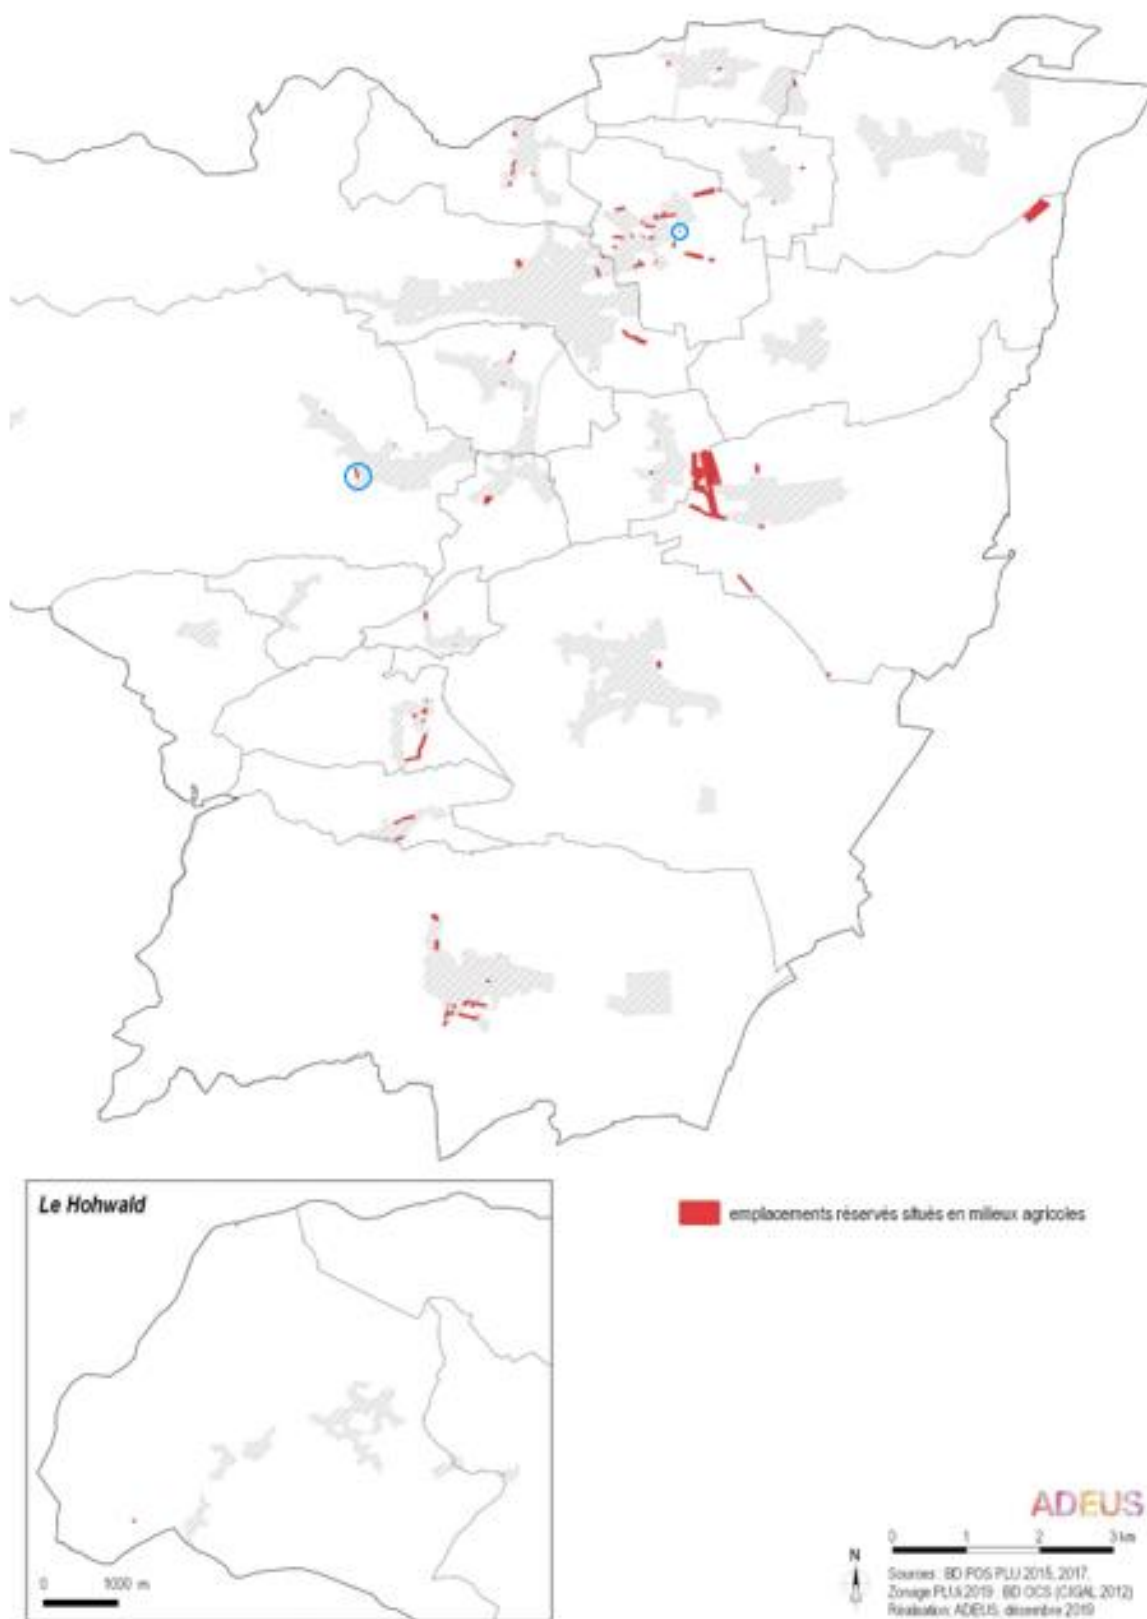 Le Hohwald
emplacements réservés situés en milieux agricoles
0 1000 m
ADEUS
0 1 2 3 km
N
Sources : BD POS PLU 2015, 2017,
Zonage PLUi 2019 BD OCS (CIGAL 2012)
Réalisation: ADEUS, décembre 2019